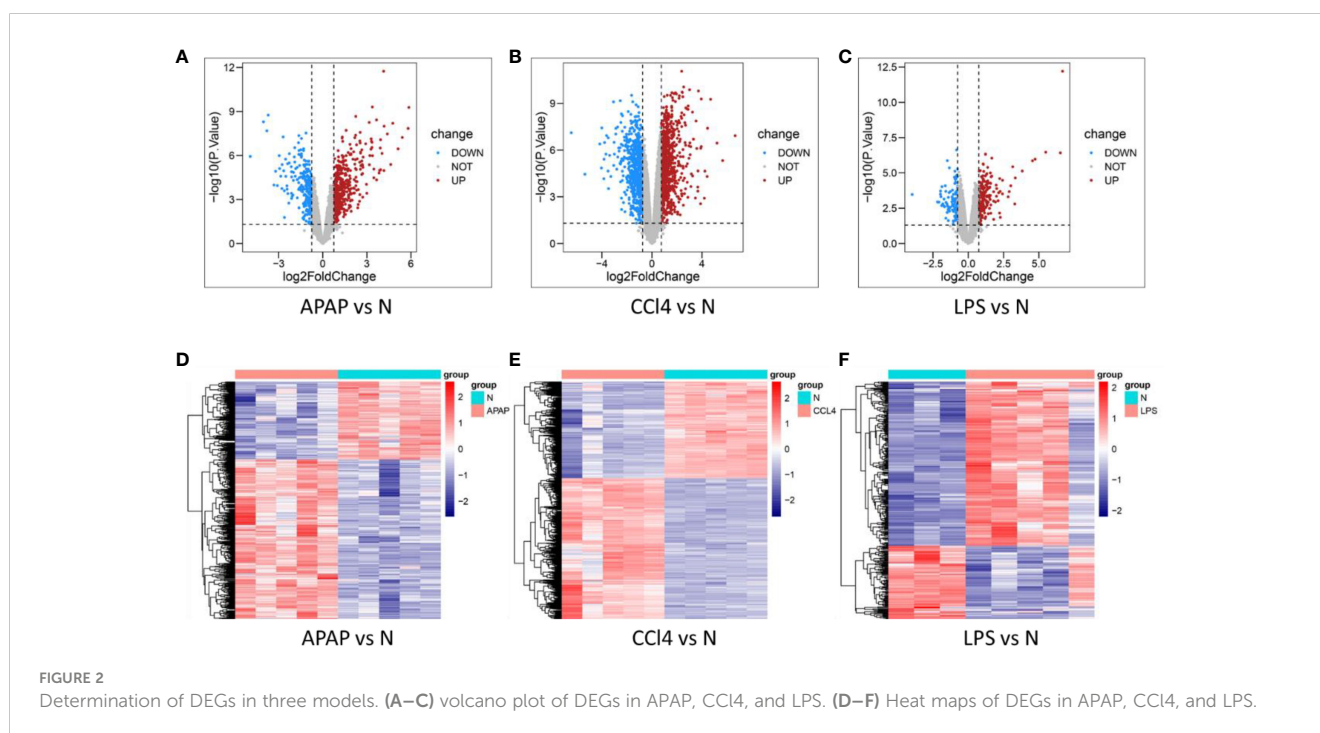 A
12
9
6
3
0
−log10(P.Value)
−3
0
3
6
log2FoldChange
change
DOWN
NOT
UP
APAP vs N
B
9
6
3
0
−log10(P.Value)
−4
0
4
log2FoldChange
change
DOWN
NOT
UP
CCl4 vs N
C
12.5
10.0
7.5
5.0
2.5
0.0
−log10(P.Value)
−2.5
0.0
2.5
5.0
log2FoldChange
change
DOWN
NOT
UP
LPS vs N
D
group
2
1
0
−1
−2
group
N
APAP
APAP vs N
E
group
2
1
0
−1
−2
group
N
CCL4
CCl4 vs N
F
group
2
1
0
−1
−2
group
N
LPS
LPS vs N
FIGURE 2
Determination of DEGs in three models. (A–C) volcano plot of DEGs in APAP, CCl4, and LPS. (D–F) Heat maps of DEGs in APAP, CCl4, and LPS.